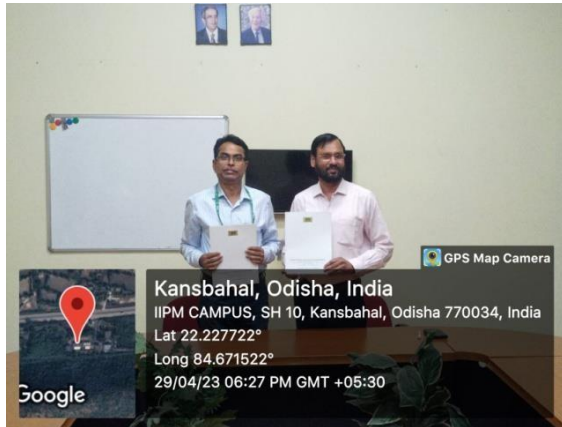 GPS Map Camera
Kansbahal, Odisha, India
IIPM CAMPUS, SH 10, Kansbahal, Odisha 770034, India
Lat 22.227722°
Long 84.671522°
29/04/23 06:27 PM GMT +05:30
Google